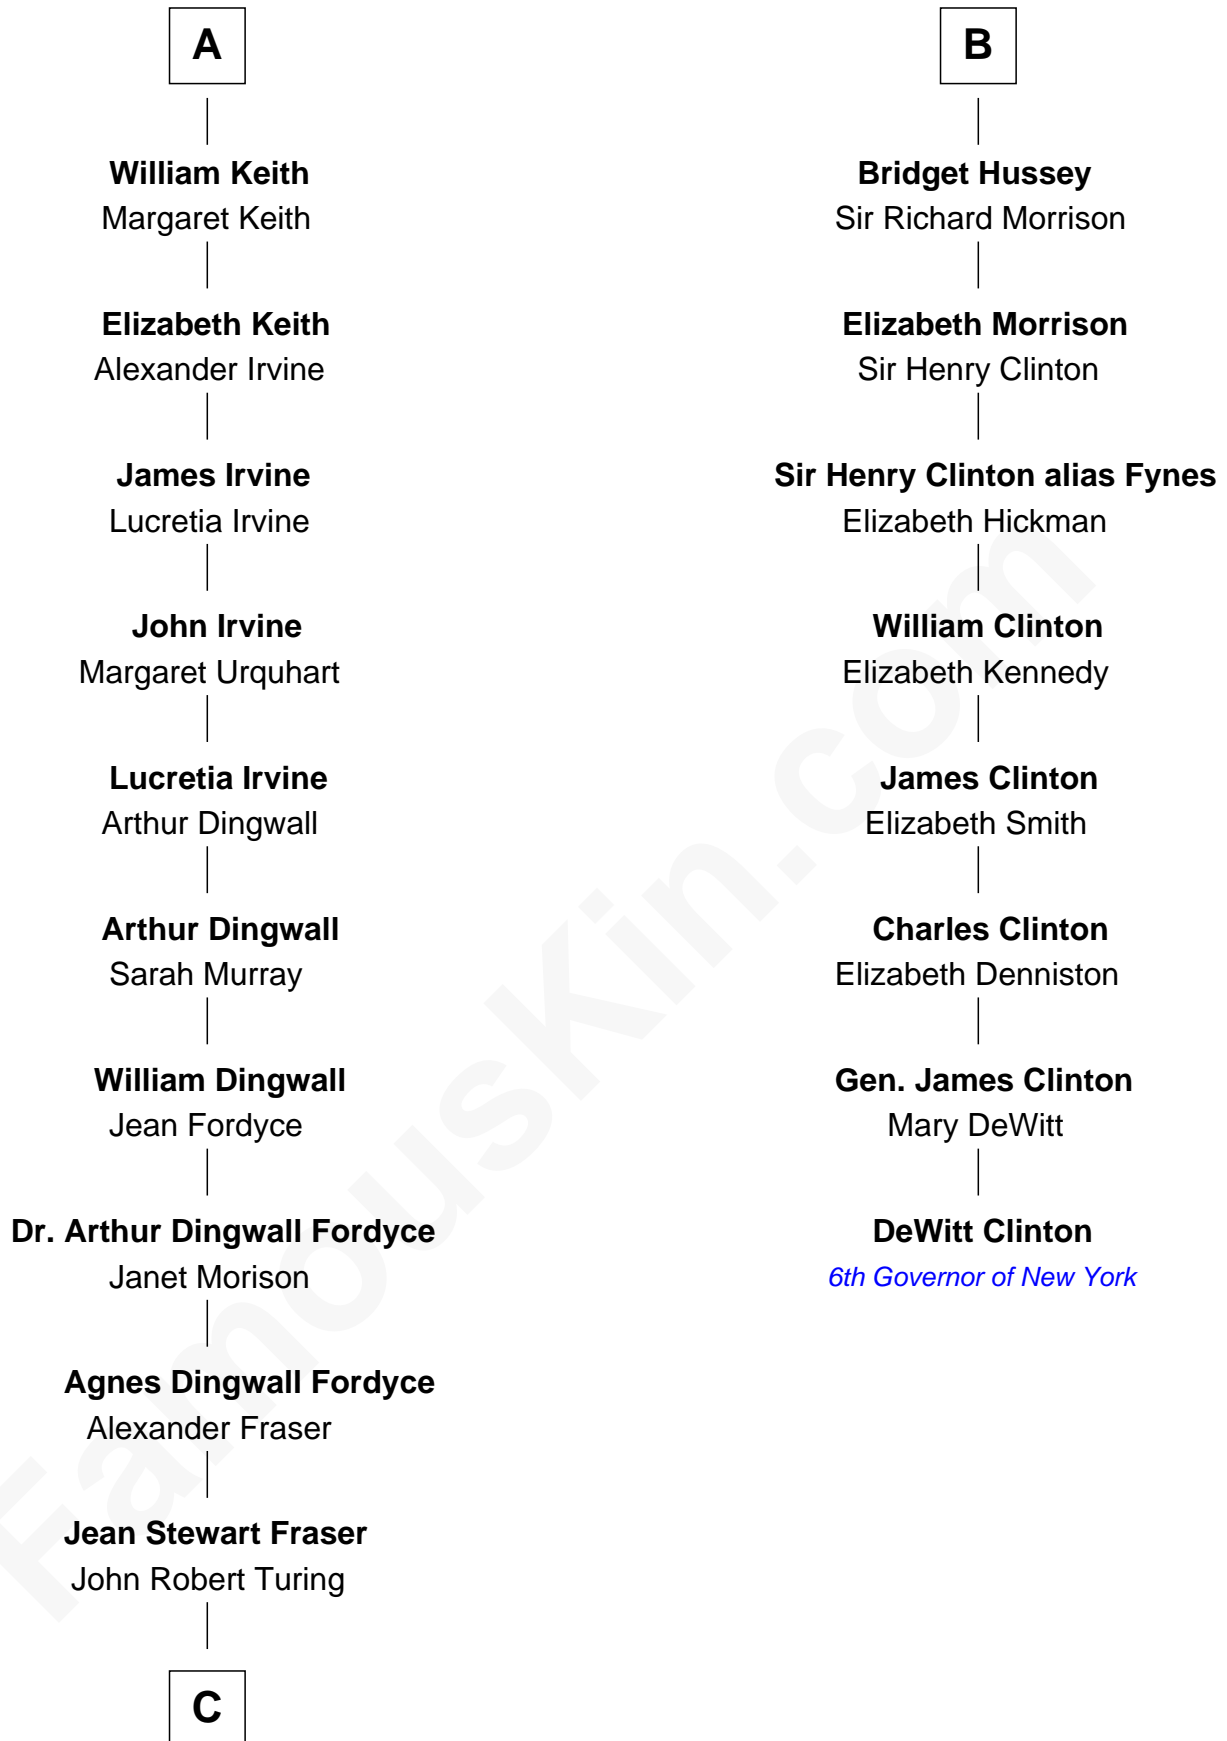 A
William Keith
Margaret Keith
Elizabeth Keith
Alexander Irvine
James Irvine
Lucretia Irvine
John Irvine
Margaret Urquhart
Lucretia Irvine
Arthur Dingwall
Arthur Dingwall
Sarah Murray
William Dingwall
Jean Fordyce
Dr. Arthur Dingwall Fordyce
Janet Morison
Agnes Dingwall Fordyce
Alexander Fraser
Jean Stewart Fraser
John Robert Turing
C
B
Bridget Hussey
Sir Richard Morrison
Elizabeth Morrison
Sir Henry Clinton
Sir Henry Clinton alias Fynes
Elizabeth Hickman
William Clinton
Elizabeth Kennedy
James Clinton
Elizabeth Smith
Charles Clinton
Elizabeth Denniston
Gen. James Clinton
Mary DeWitt
DeWitt Clinton
6th Governor of New York
FamousKin.com